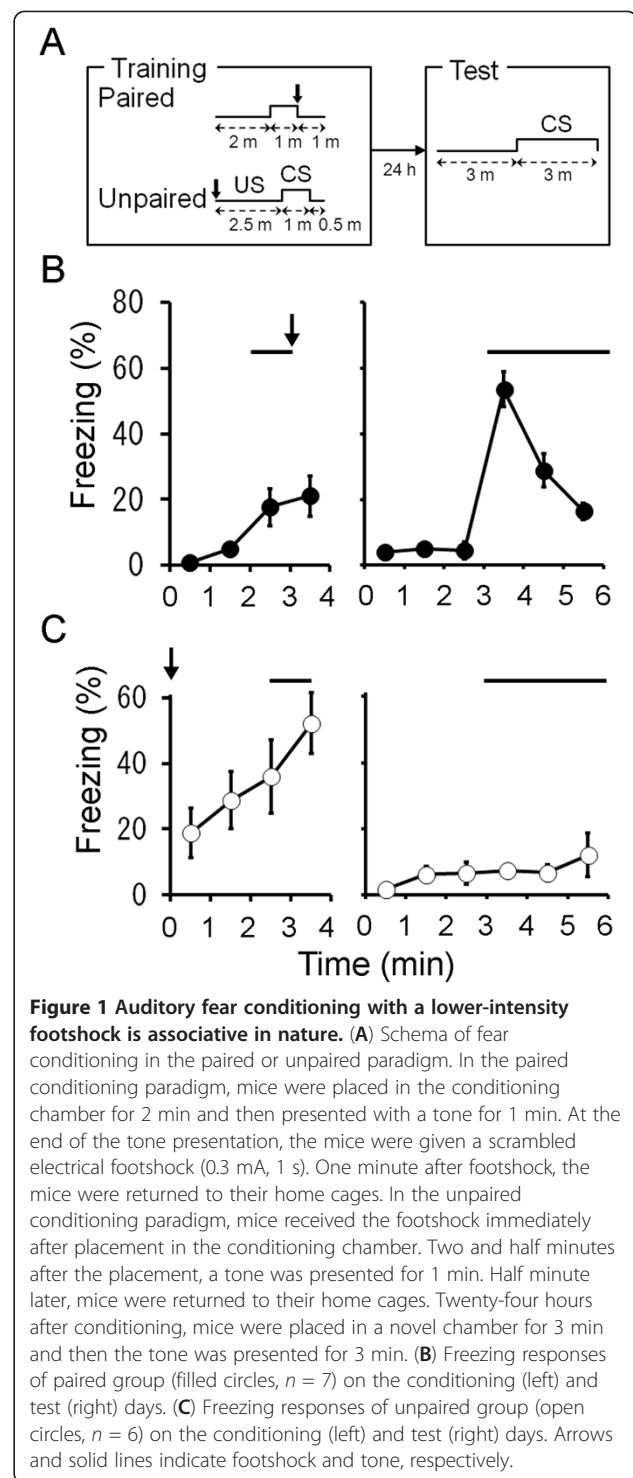 A
Training
Test
Paired
2 m 1 m 1 m
CS
3 m 3 m
24 h
Unpaired
US CS
2.5 m 1 m 0.5 m
B
Freezing (%)
80
60
40
20
0
0 1 2 3 4
0 1 2 3 4 5 6
C
Freezing (%)
60
40
20
0
0 1 2 3 4
0 1 2 3 4 5 6
Time (min)
Figure 1 Auditory fear conditioning with a lower-intensity
footshock is associative in nature. (A) Schema of fear
conditioning in the paired or unpaired paradigm. In the paired
conditioning paradigm, mice were placed in the conditioning
chamber for 2 min and then presented with a tone for 1 min. At the
end of the tone presentation, the mice were given a scrambled
electrical footshock (0.3 mA, 1 s). One minute after footshock, the
mice were returned to their home cages. In the unpaired
conditioning paradigm, mice received the footshock immediately
after placement in the conditioning chamber. Two and half minutes
after the placement, a tone was presented for 1 min. Half minute
later, mice were returned to their home cages. Twenty-four hours
after conditioning, mice were placed in a novel chamber for 3 min
and then the tone was presented for 3 min. (B) Freezing responses
of paired group (filled circles, n = 7) on the conditioning (left) and
test (right) days. (C) Freezing responses of unpaired group (open
circles, n = 6) on the conditioning (left) and test (right) days. Arrows
and solid lines indicate footshock and tone, respectively.